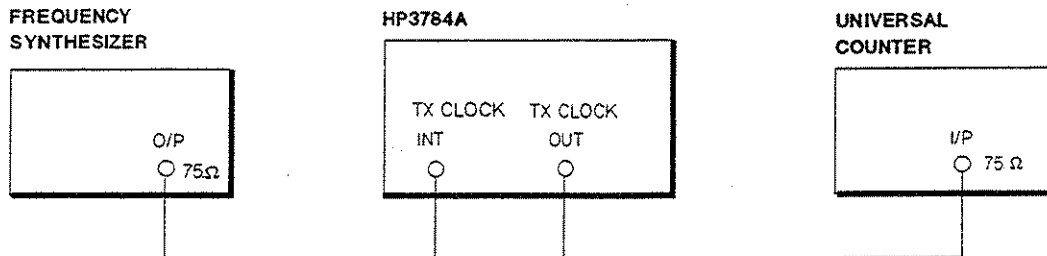 FREQUENCY
SYNTHESIZER
O/P
75Ω
HP3784A
TX CLOCK
INT
TX CLOCK
OUT
UNIVERSAL
COUNTER
I/P
75 Ω